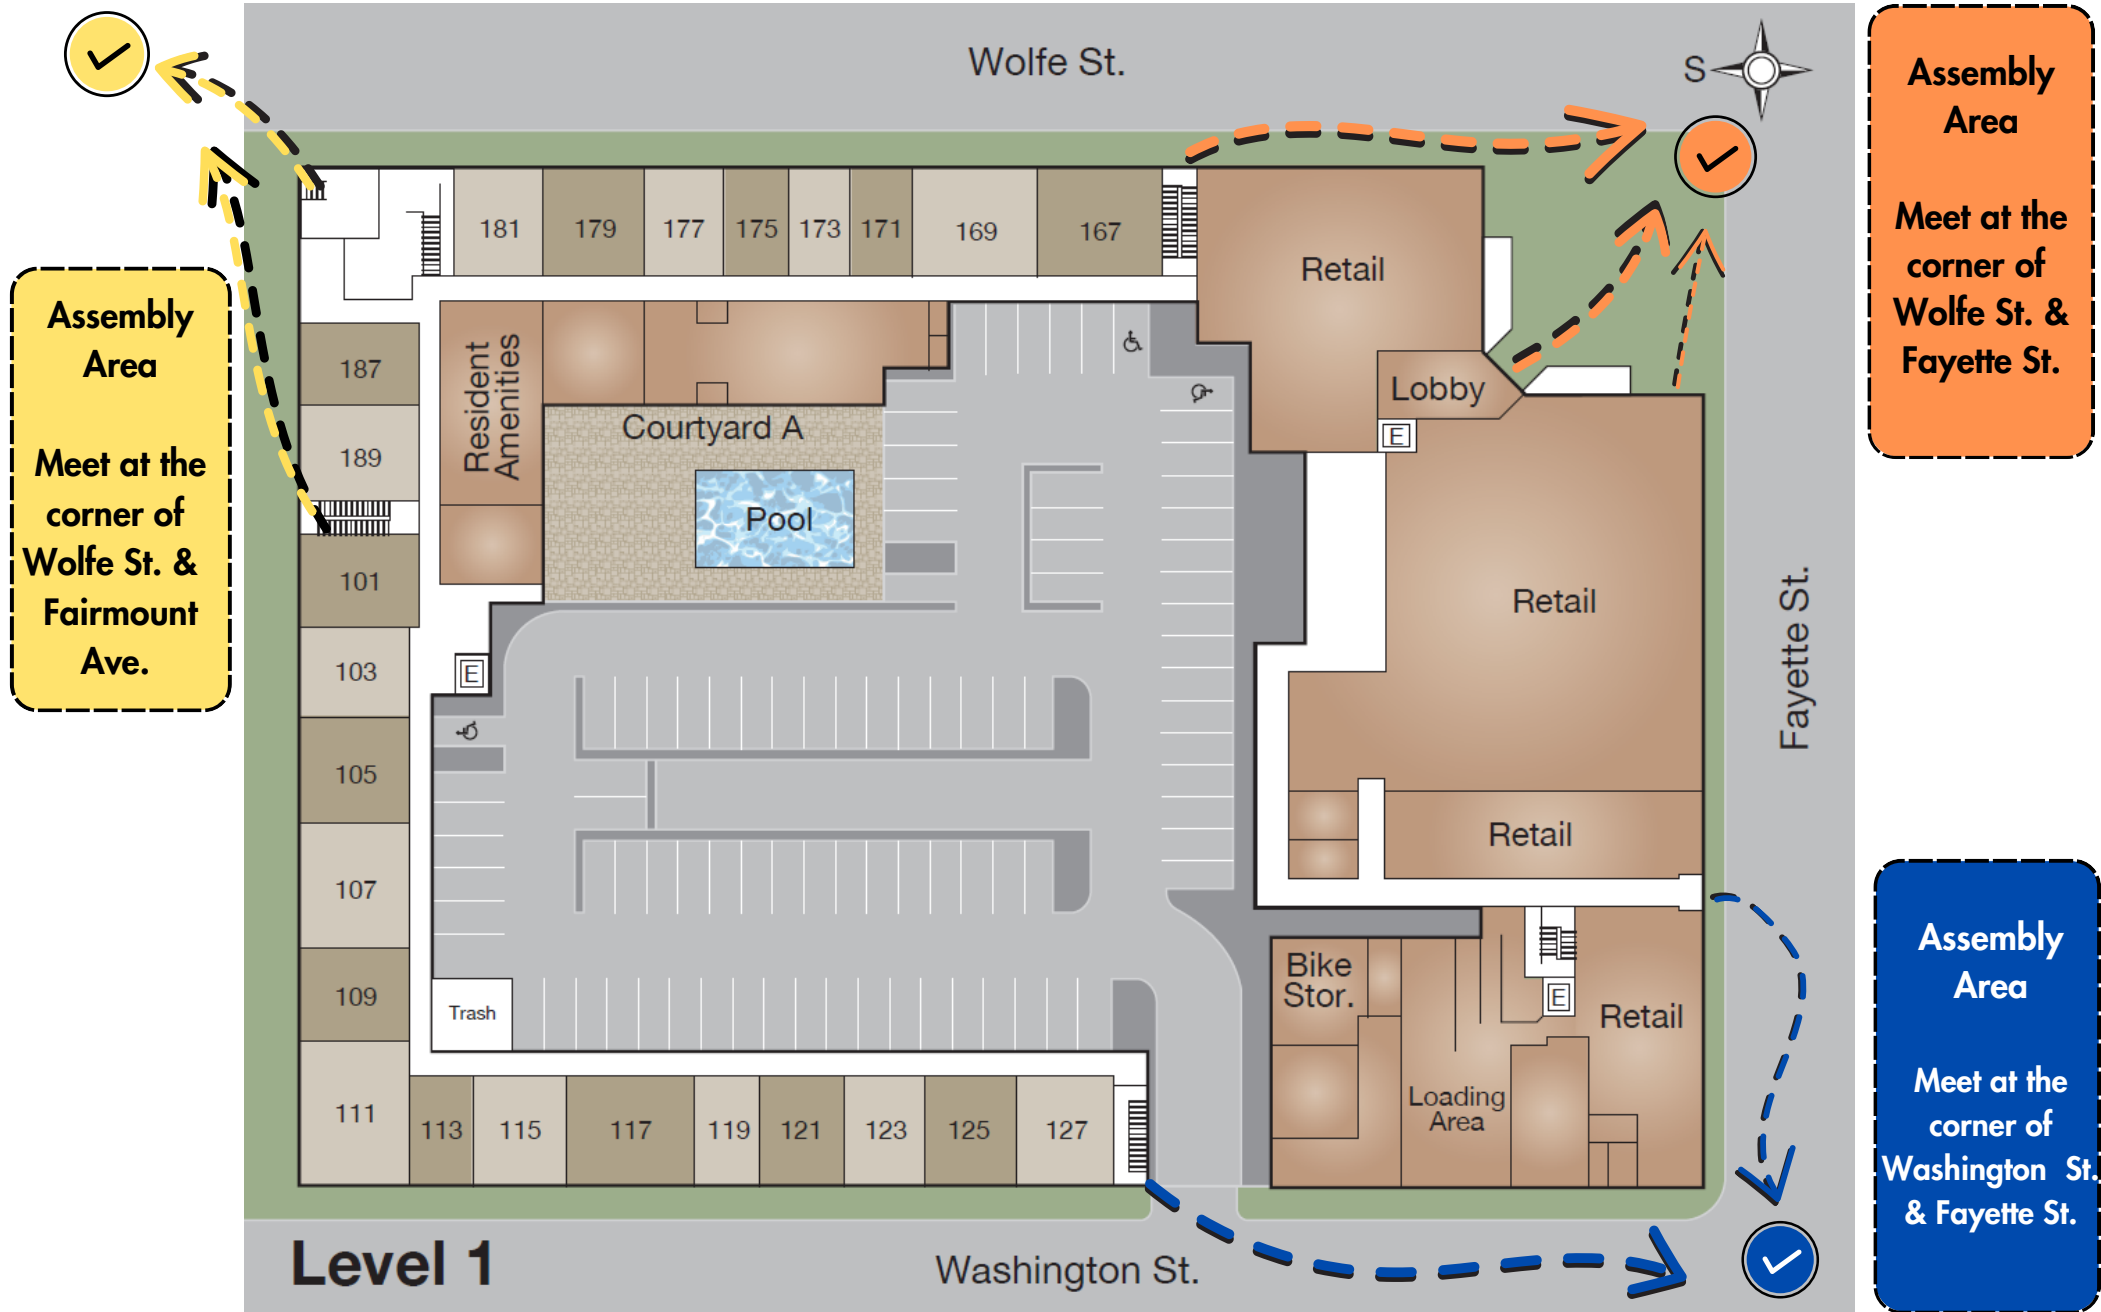 Wolfe St.
S
Assembly
Area
Meet at the
corner of
Wolfe St. &
Fayette St.
181
179
177
175
173
171
169
167
Retail
Assembly
Area
Meet at the
corner of
Wolfe St. &
Fairmount
Ave.
187
189
101
103
105
107
109
111
Resident
Amenities
Courtyard A
Pool
Lobby
E
Retail
Fayette St.
E
Retail
Trash
Bike
Stor.
E
Retail
Loading
Area
113
115
117
119
121
123
125
127
Assembly
Area
Meet at the
corner of
Washington St.
& Fayette St.
Level 1
Washington St.